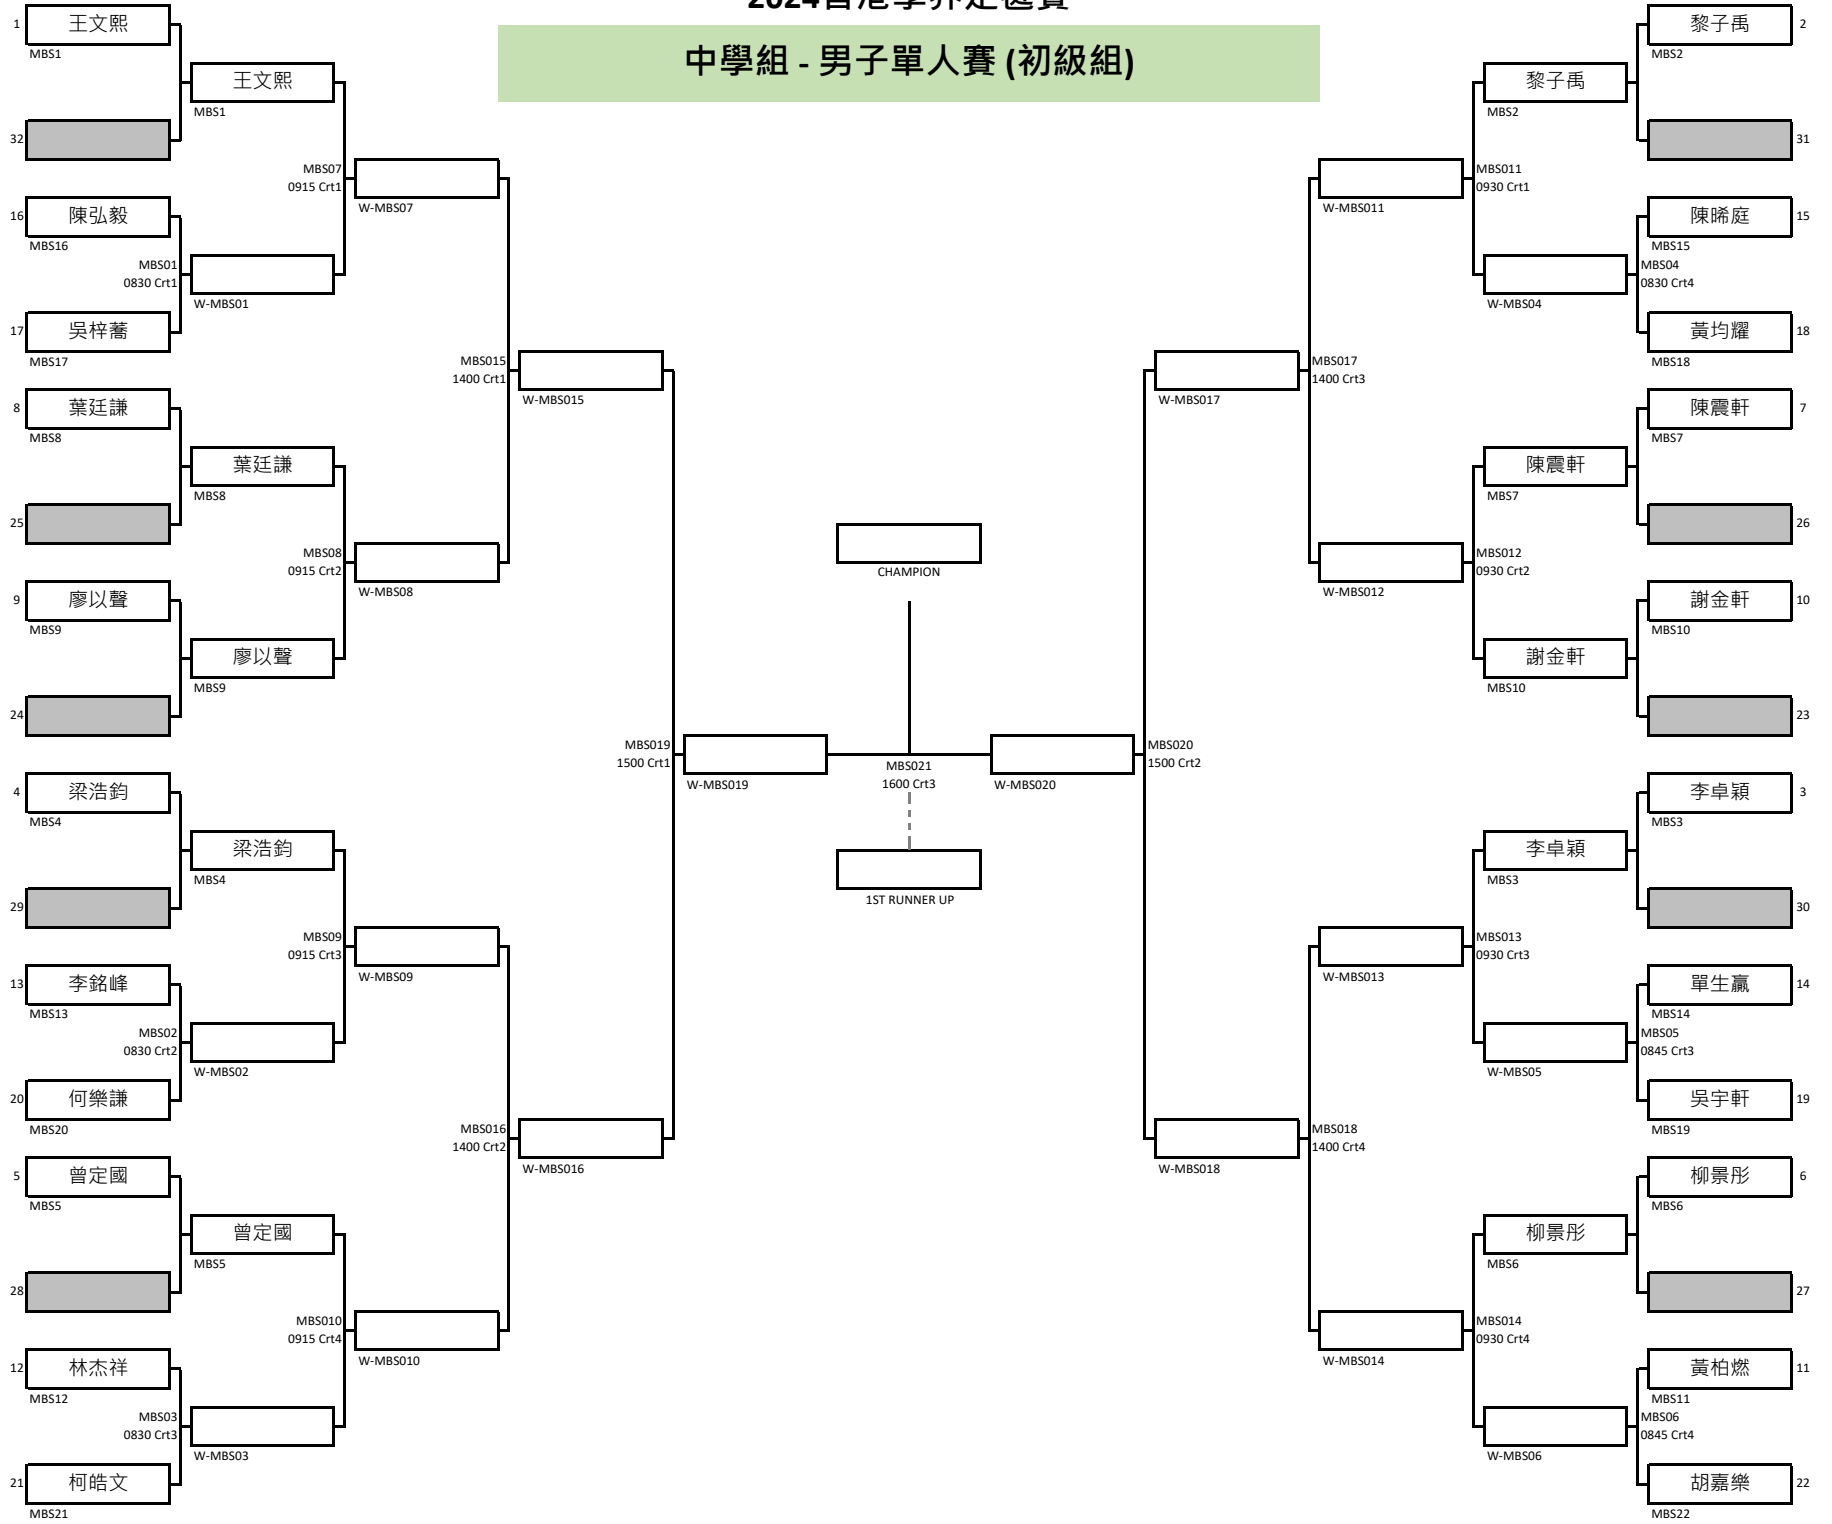 2024香港學界足毽賽
中學組 - 男子單人賽 (初級組)
1 王文熙
MBS1
王文熙
MBS1
32
MBS07
0915 Crt1
W-MBS07
16 陳弘毅
MBS16
MBS01
0830 Crt1
W-MBS01
17 吳梓蕎
MBS17
MBS015
1400 Crt1
W-MBS015
8 葉廷謙
MBS8
葉廷謙
MBS8
25
MBS08
0915 Crt2
W-MBS08
9 廖以聲
MBS9
廖以聲
MBS9
24
MBS019
1500 Crt1
W-MBS019
4 梁浩鈞
MBS4
梁浩鈞
MBS4
29
MBS09
0915 Crt3
W-MBS09
13 李銘峰
MBS13
MBS02
0830 Crt2
W-MBS02
20 何樂謙
MBS20
MBS016
1400 Crt2
W-MBS016
5 曾定國
MBS5
曾定國
MBS5
28
MBS010
0915 Crt4
W-MBS010
12 林杰祥
MBS12
MBS03
0830 Crt3
W-MBS03
21 柯皓文
MBS21
CHAMPION
MBS021
1600 Crt3
1ST RUNNER UP
黎子禹 2
MBS2
黎子禹
MBS2
31
MBS011
0930 Crt1
W-MBS011
陳晞庭 15
MBS15
MBS04
0830 Crt4
W-MBS04
黃均耀 18
MBS18
MBS017
1400 Crt3
W-MBS017
陳震軒 7
MBS7
陳震軒
MBS7
26
MBS012
0930 Crt2
W-MBS012
謝金軒 10
MBS10
謝金軒
MBS10
23
MBS020
1500 Crt2
W-MBS020
李卓穎 3
MBS3
李卓穎
MBS3
30
MBS013
0930 Crt3
W-MBS013
單生贏 14
MBS14
MBS05
0845 Crt3
W-MBS05
吳宇軒 19
MBS19
MBS018
1400 Crt4
W-MBS018
柳景彤 6
MBS6
柳景彤
MBS6
27
MBS014
0930 Crt4
W-MBS014
黃柏燃 11
MBS11
MBS06
0845 Crt4
W-MBS06
胡嘉樂 22
MBS22